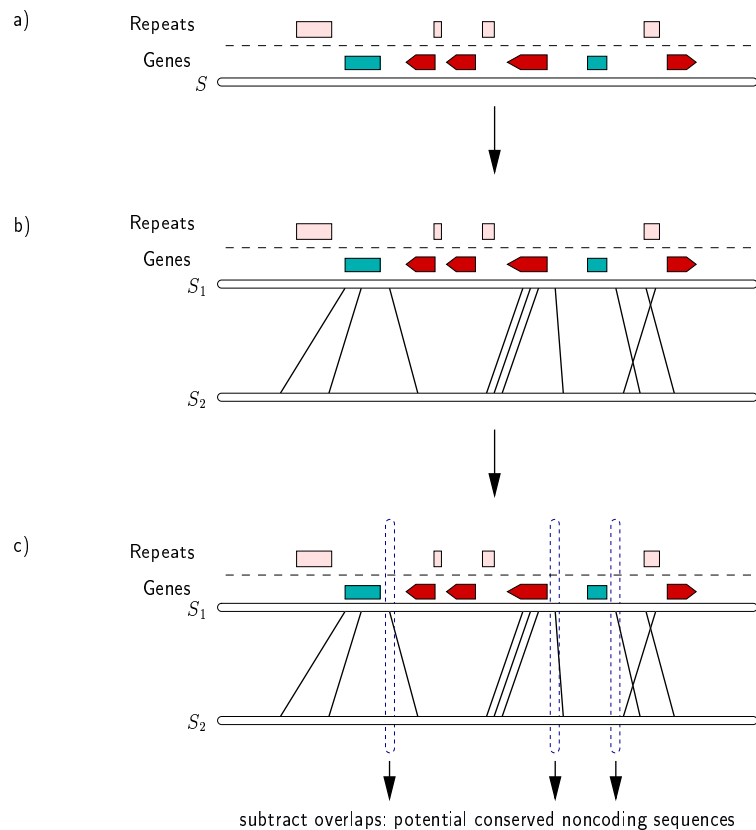 a)
Repeats
Genes
S
b)
Repeats
Genes
S₁
S₂
c)
Repeats
Genes
S₁
S₂
subtract overlaps: potential conserved noncoding sequences